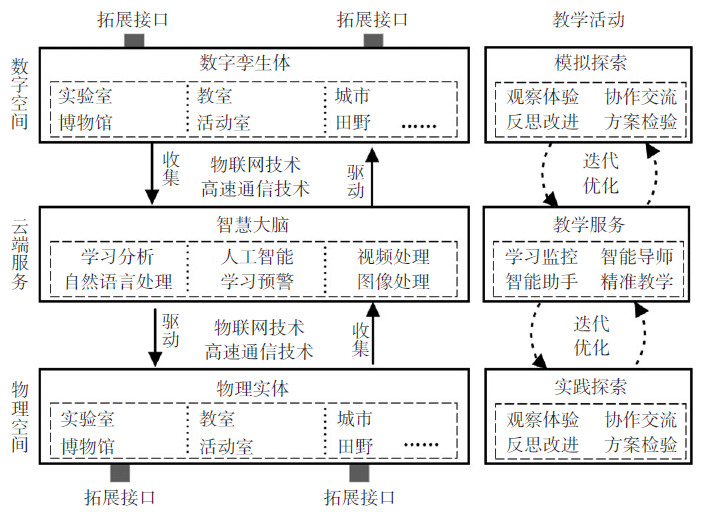 拓展接口 拓展接口 教学活动
数字空间
数字孪生体
实验室 教室 城市
博物馆 活动室 田野 ……
模拟探索
观察体验 协作交流
反思改进 方案检验
收集
物联网技术
高速通信技术
驱动
迭代
优化
云端服务
智慧大脑
学习分析 人工智能 视频处理
自然语言处理 学习预警 图像处理
教学服务
学习监控 智能导师
智能助手 精准教学
驱动
物联网技术
高速通信技术
收集
迭代
优化
物理空间
物理实体
实验室 教室 城市
博物馆 活动室 田野 ……
实践探索
观察体验 协作交流
反思改进 方案检验
拓展接口 拓展接口